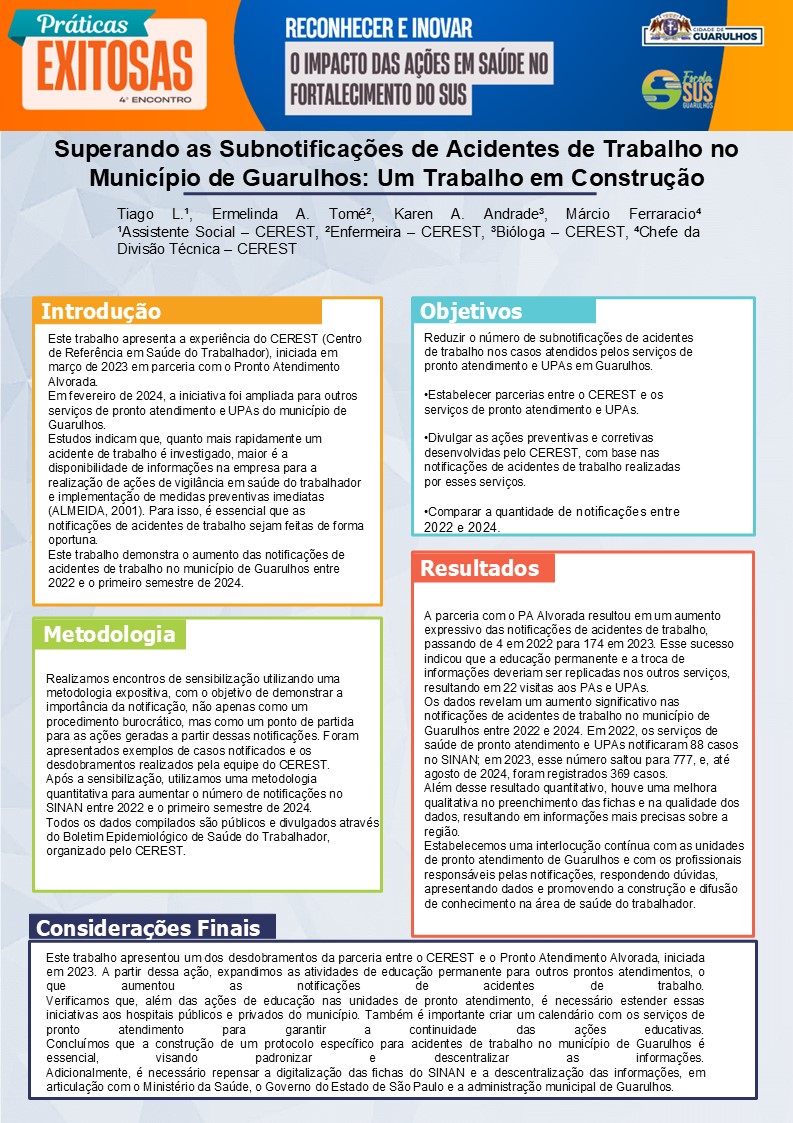 Práticas
EXITOSAS
4º ENCONTRO
RECONHECER E INOVAR
O IMPACTO DAS AÇÕES EM SAÚDE NO
FORTALECIMENTO DO SUS
CIDADE DE
GUARULHOS
Escola
SUS
GUARULHOS
Superando as Subnotificações de Acidentes de Trabalho no
Município de Guarulhos: Um Trabalho em Construção
Tiago L.¹, Ermelinda A. Tomé², Karen A. Andrade³, Márcio Ferraracio⁴
¹Assistente Social – CEREST, ²Enfermeira – CEREST, ³Bióloga – CEREST, ⁴Chefe da
Divisão Técnica – CEREST
Introdução
Este trabalho apresenta a experiência do CEREST (Centro
de Referência em Saúde do Trabalhador), iniciada em
março de 2023 em parceria com o Pronto Atendimento
Alvorada.
Em fevereiro de 2024, a iniciativa foi ampliada para outros
serviços de pronto atendimento e UPAs do município de
Guarulhos.
Estudos indicam que, quanto mais rapidamente um
acidente de trabalho é investigado, maior é a
disponibilidade de informações na empresa para a
realização de ações de vigilância em saúde do trabalhador
e implementação de medidas preventivas imediatas
(ALMEIDA, 2001). Para isso, é essencial que as
notificações de acidentes de trabalho sejam feitas de forma
oportuna.
Este trabalho demonstra o aumento das notificações de
acidentes de trabalho no município de Guarulhos entre
2022 e o primeiro semestre de 2024.
Metodologia
Realizamos encontros de sensibilização utilizando uma
metodologia expositiva, com o objetivo de demonstrar a
importância da notificação, não apenas como um
procedimento burocrático, mas como um ponto de partida
para as ações geradas a partir dessas notificações. Foram
apresentados exemplos de casos notificados e os
desdobramentos realizados pela equipe do CEREST.
Após a sensibilização, utilizamos uma metodologia
quantitativa para aumentar o número de notificações no
SINAN entre 2022 e o primeiro semestre de 2024.
Todos os dados compilados são públicos e divulgados através
do Boletim Epidemiológico de Saúde do Trabalhador,
organizado pelo CEREST.
Objetivos
Reduzir o número de subnotificações de acidentes
de trabalho nos casos atendidos pelos serviços de
pronto atendimento e UPAs em Guarulhos.
•Estabelecer parcerias entre o CEREST e os
serviços de pronto atendimento e UPAs.
•Divulgar as ações preventivas e corretivas
desenvolvidas pelo CEREST, com base nas
notificações de acidentes de trabalho realizadas
por esses serviços.
•Comparar a quantidade de notificações entre
2022 e 2024.
Resultados
A parceria com o PA Alvorada resultou em um aumento
expressivo das notificações de acidentes de trabalho,
passando de 4 em 2022 para 174 em 2023. Esse sucesso
indicou que a educação permanente e a troca de
informações deveriam ser replicadas nos outros serviços,
resultando em 22 visitas aos PAs e UPAs.
Os dados revelam um aumento significativo nas
notificações de acidentes de trabalho no município de
Guarulhos entre 2022 e 2024. Em 2022, os serviços de
saúde de pronto atendimento e UPAs notificaram 88 casos
no SINAN; em 2023, esse número saltou para 777, e, até
agosto de 2024, foram registrados 369 casos.
Além desse resultado quantitativo, houve uma melhora
qualitativa no preenchimento das fichas e na qualidade dos
dados, resultando em informações mais precisas sobre a
região.
Estabelecemos uma interlocução contínua com as unidades
de pronto atendimento de Guarulhos e com os profissionais
responsáveis pelas notificações, respondendo dúvidas,
apresentando dados e promovendo a construção e difusão
de conhecimento na área de saúde do trabalhador.
Considerações Finais
Este trabalho apresentou um dos desdobramentos da parceria entre o CEREST e o Pronto Atendimento Alvorada, iniciada
em 2023. A partir dessa ação, expandimos as atividades de educação permanente para outros prontos atendimentos, o
que aumentou as notificações de acidentes de trabalho.
Verificamos que, além das ações de educação nas unidades de pronto atendimento, é necessário estender essas
iniciativas aos hospitais públicos e privados do município. Também é importante criar um calendário com os serviços de
pronto atendimento para garantir a continuidade das ações educativas.
Concluímos que a construção de um protocolo específico para acidentes de trabalho no município de Guarulhos é
essencial, visando padronizar e descentralizar as informações.
Adicionalmente, é necessário repensar a digitalização das fichas do SINAN e a descentralização das informações, em
articulação com o Ministério da Saúde, o Governo do Estado de São Paulo e a administração municipal de Guarulhos.